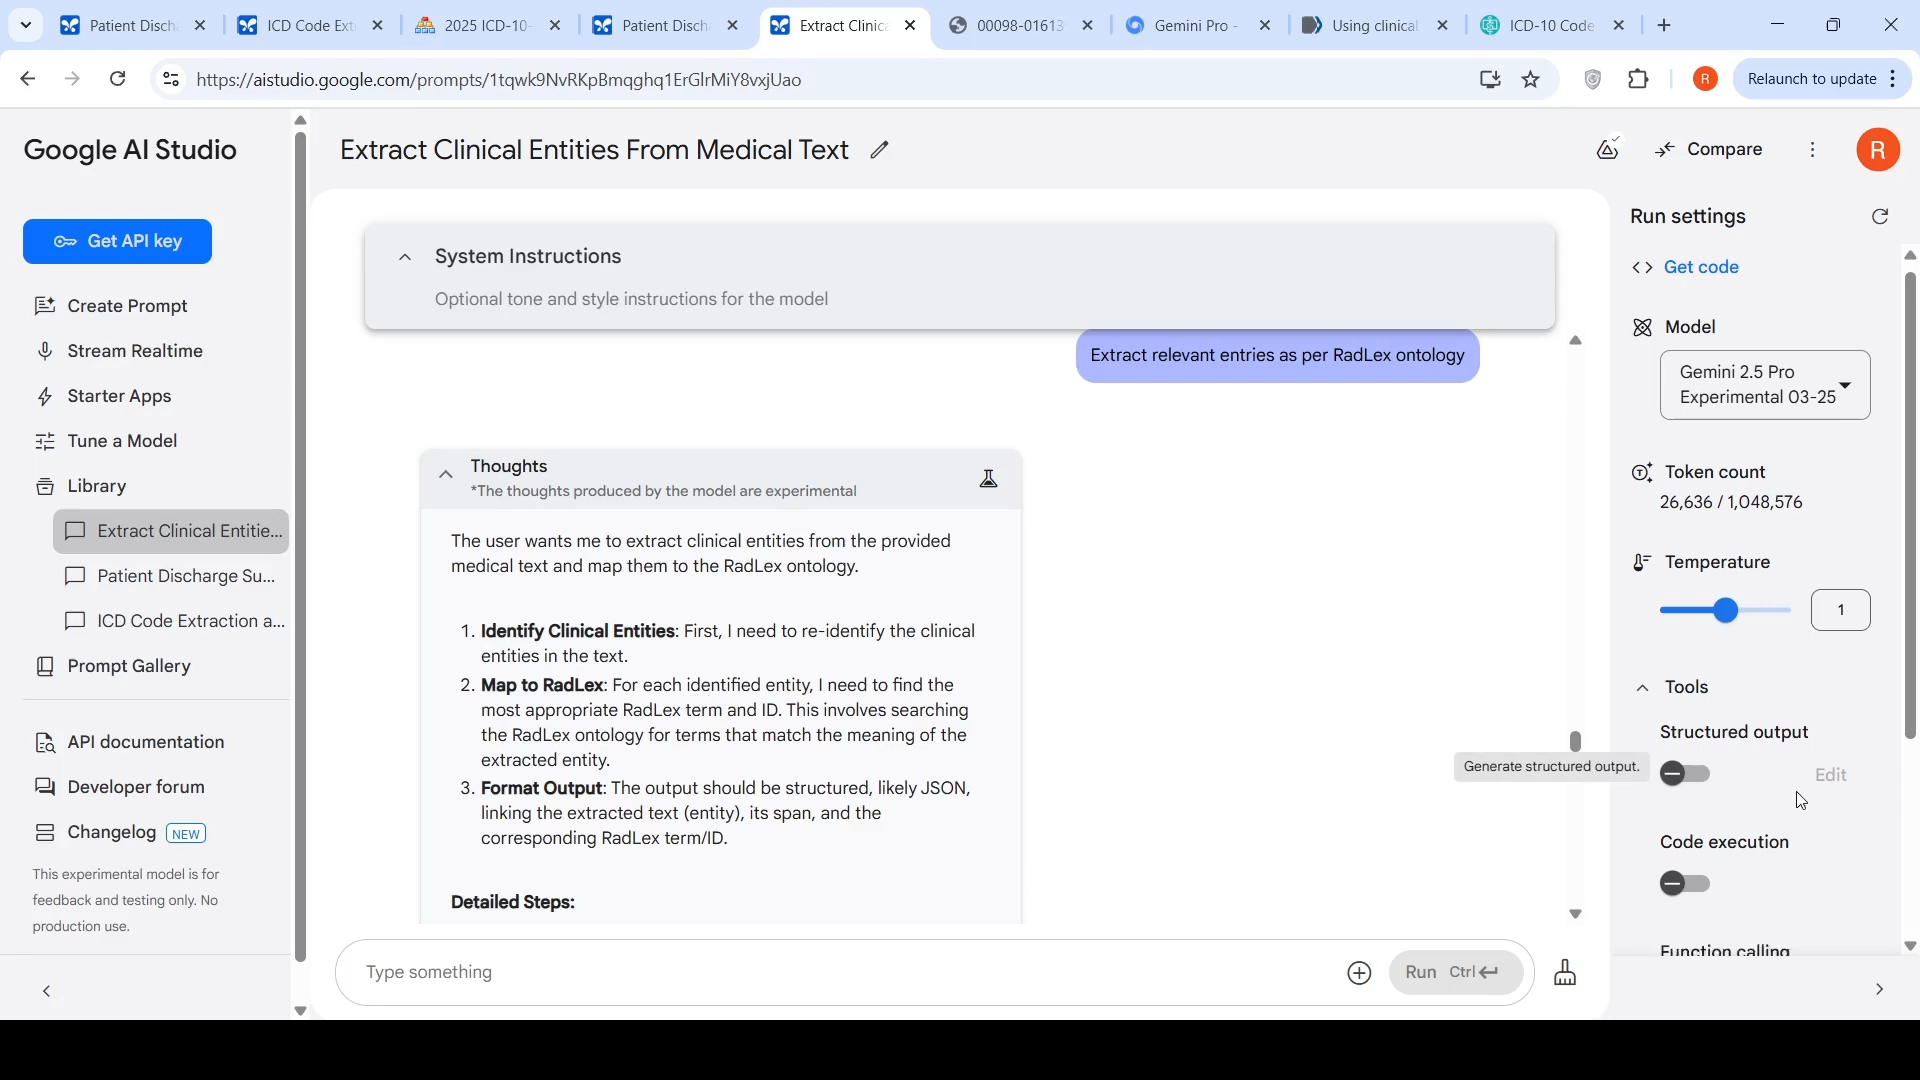 Patient Disch
ICD Code Ext
2025 ICD-10-
Patient Disch
Extract Clinica
00098-01613
Gemini Pro -
Using clinical
ICD-10 Code
https://aistudio.google.com/prompts/1tqwk9NvRKpBmqghq1ErGlrMiY8vxjUao
R
Relaunch to update
Google AI Studio
Extract Clinical Entities From Medical Text
Compare
R
Get API key
Create Prompt
Stream Realtime
Starter Apps
Tune a Model
Library
Extract Clinical Entitie...
Patient Discharge Su...
ICD Code Extraction a...
Prompt Gallery
API documentation
Developer forum
Changelog NEW
This experimental model is for
feedback and testing only. No
production use.
System Instructions
Optional tone and style instructions for the model
Extract relevant entries as per RadLex ontology
Thoughts
*The thoughts produced by the model are experimental
The user wants me to extract clinical entities from the provided
medical text and map them to the RadLex ontology.
1. Identify Clinical Entities: First, I need to re-identify the clinical
entities in the text.
2. Map to RadLex: For each identified entity, I need to find the
most appropriate RadLex term and ID. This involves searching
the RadLex ontology for terms that match the meaning of the
extracted entity.
3. Format Output: The output should be structured, likely JSON,
linking the extracted text (entity), its span, and the
corresponding RadLex term/ID.
Detailed Steps:
Type something
Run Ctrl
Run settings
Get code
Model
Gemini 2.5 Pro
Experimental 03-25
Token count
26,636 / 1,048,576
Temperature
1
Tools
Structured output
Generate structured output.
Edit
Code execution
Function calling